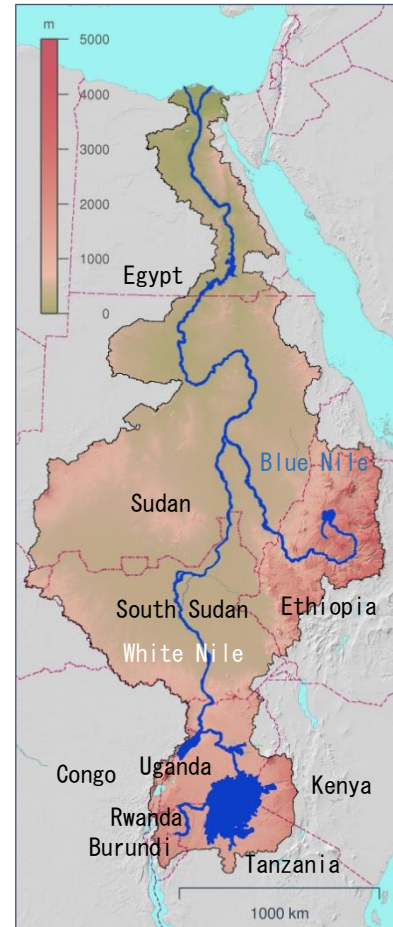 m
5000
4000
3000
2000
1000
0
Egypt
Blue Nile
Sudan
South Sudan
Ethiopia
White Nile
Uganda
Congo
Kenya
Rwanda
Burundi
Tanzania
1000 km